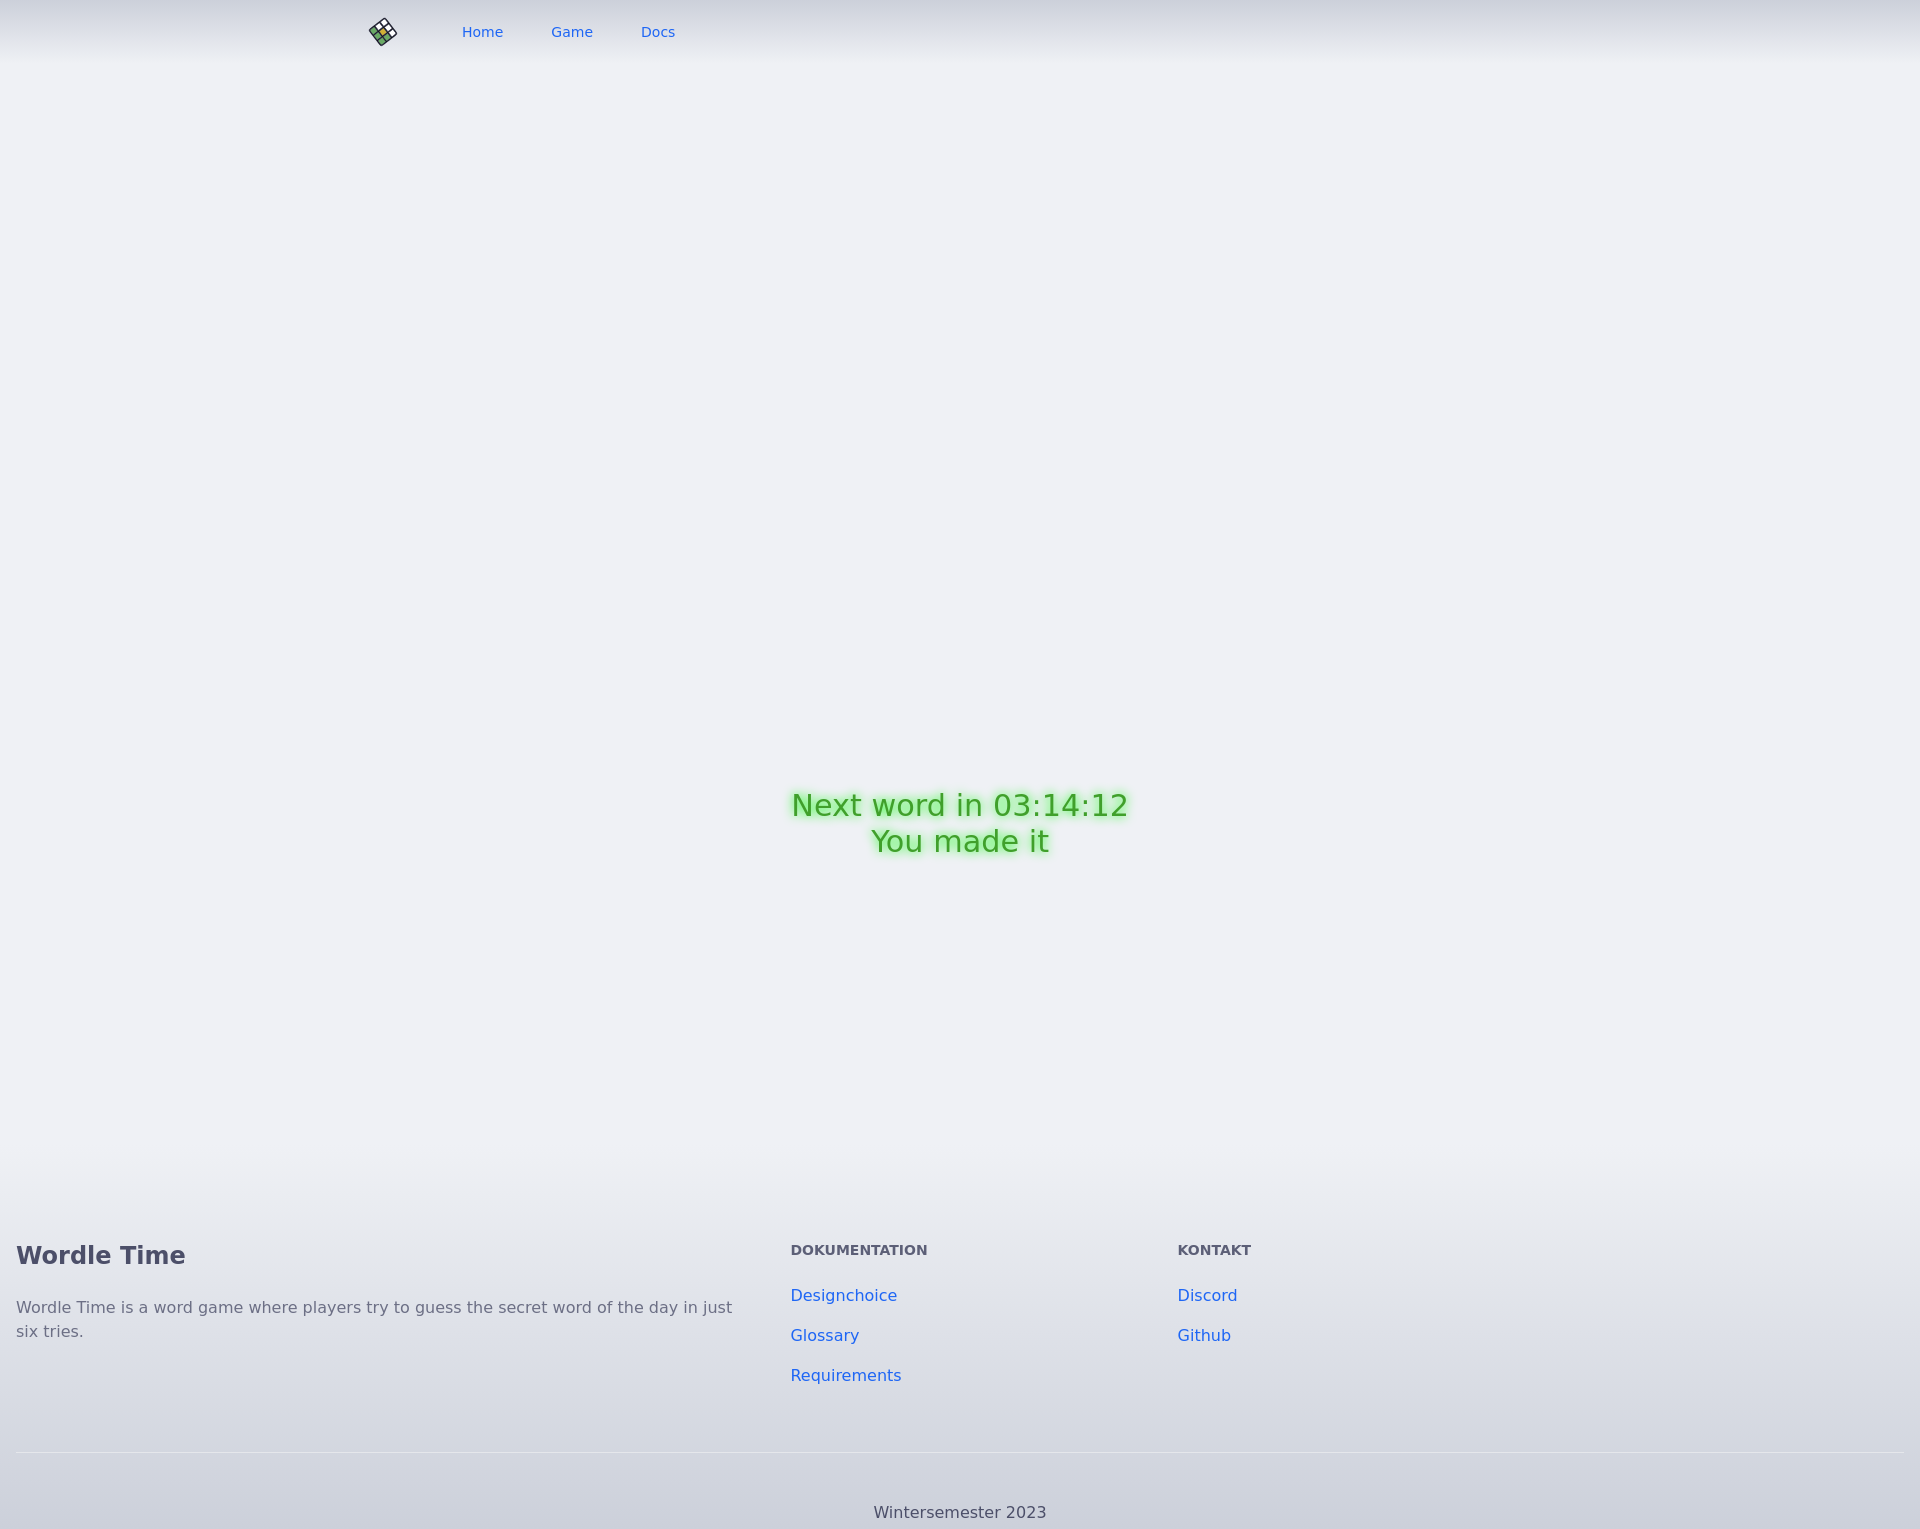 Home Game Docs
Next word in 03:14:12
You made it
Wordle Time
Wordle Time is a word game where players try to guess the secret word of the day in just
six tries.
DOKUMENTATION
Designchoice
Glossary
Requirements
KONTAKT
Discord
Github
Wintersemester 2023